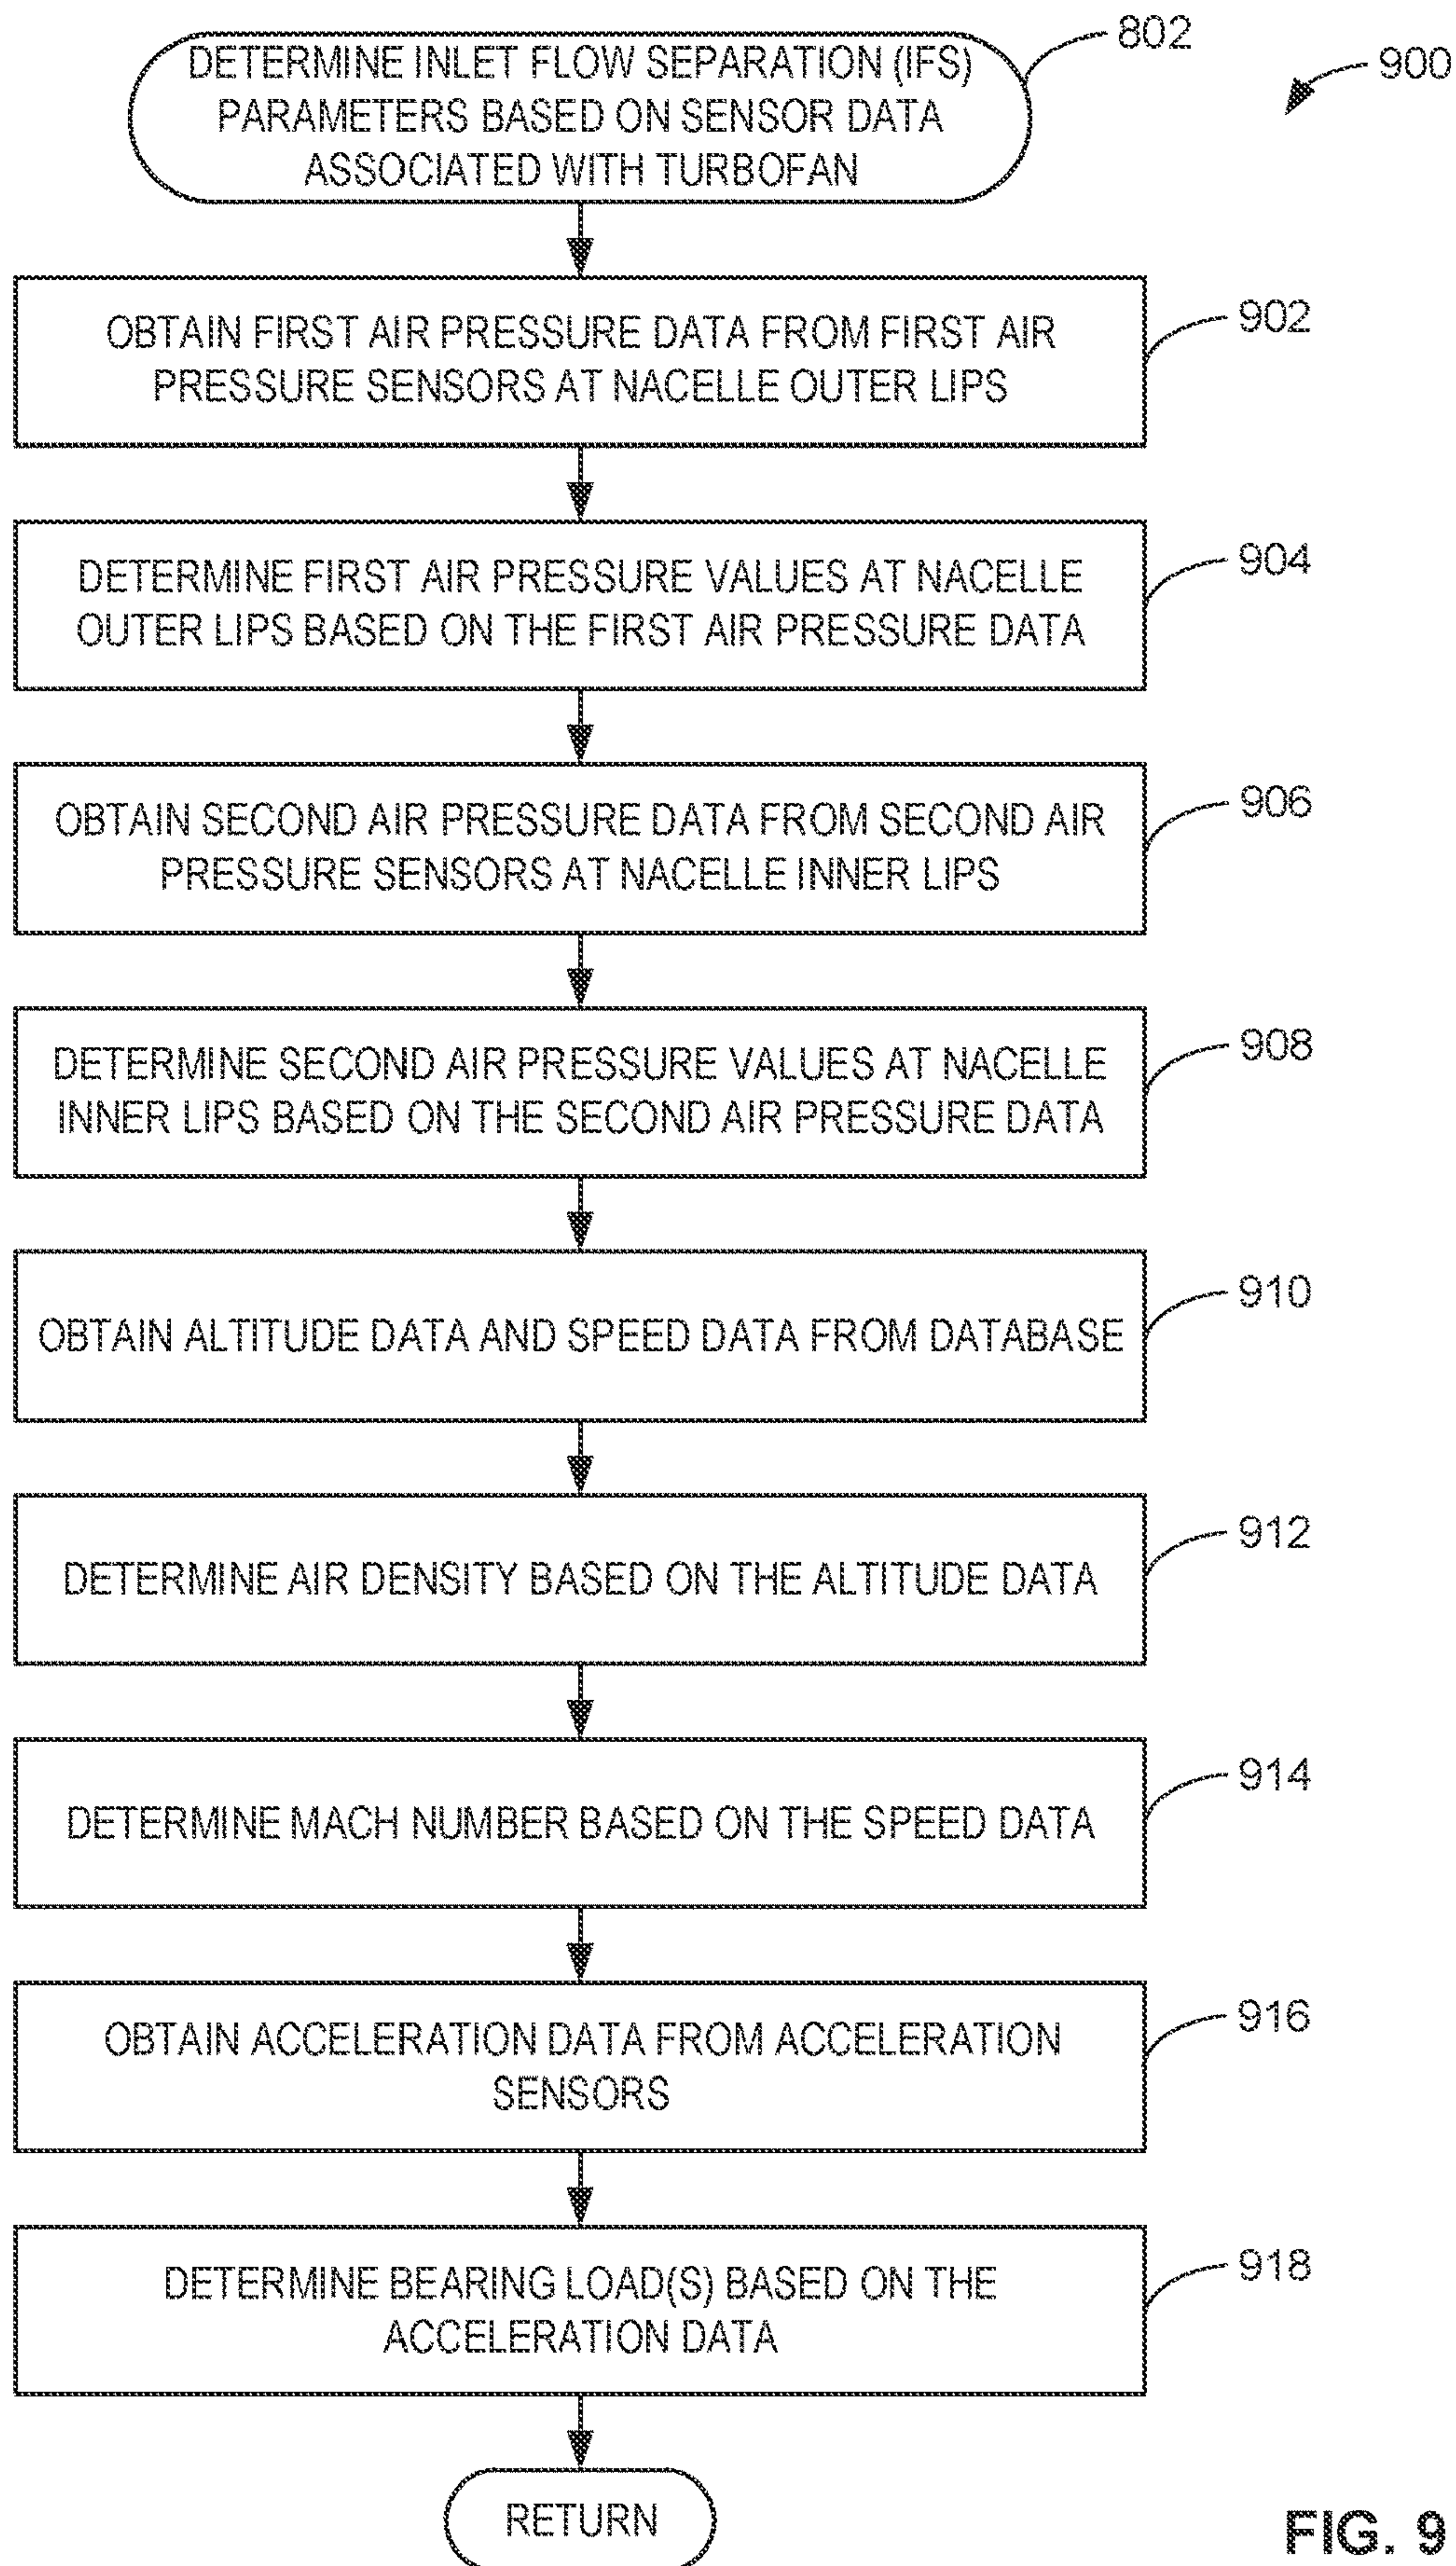 802
900
DETERMINE INLET FLOW SEPARATION (IFS)
PARAMETERS BASED ON SENSOR DATA
ASSOCIATED WITH TURBOFAN
902
OBTAIN FIRST AIR PRESSURE DATA FROM FIRST AIR
PRESSURE SENSORS AT NACELLE OUTER LIPS
904
DETERMINE FIRST AIR PRESSURE VALUES AT NACELLE
OUTER LIPS BASED ON THE FIRST AIR PRESSURE DATA
906
OBTAIN SECOND AIR PRESSURE DATA FROM SECOND AIR
PRESSURE SENSORS AT NACELLE INNER LIPS
908
DETERMINE SECOND AIR PRESSURE VALUES AT NACELLE
INNER LIPS BASED ON THE SECOND AIR PRESSURE DATA
910
OBTAIN ALTITUDE DATA AND SPEED DATA FROM DATABASE
912
DETERMINE AIR DENSITY BASED ON THE ALTITUDE DATA
914
DETERMINE MACH NUMBER BASED ON THE SPEED DATA
916
OBTAIN ACCELERATION DATA FROM ACCELERATION
SENSORS
918
DETERMINE BEARING LOAD(S) BASED ON THE
ACCELERATION DATA
RETURN
FIG. 9